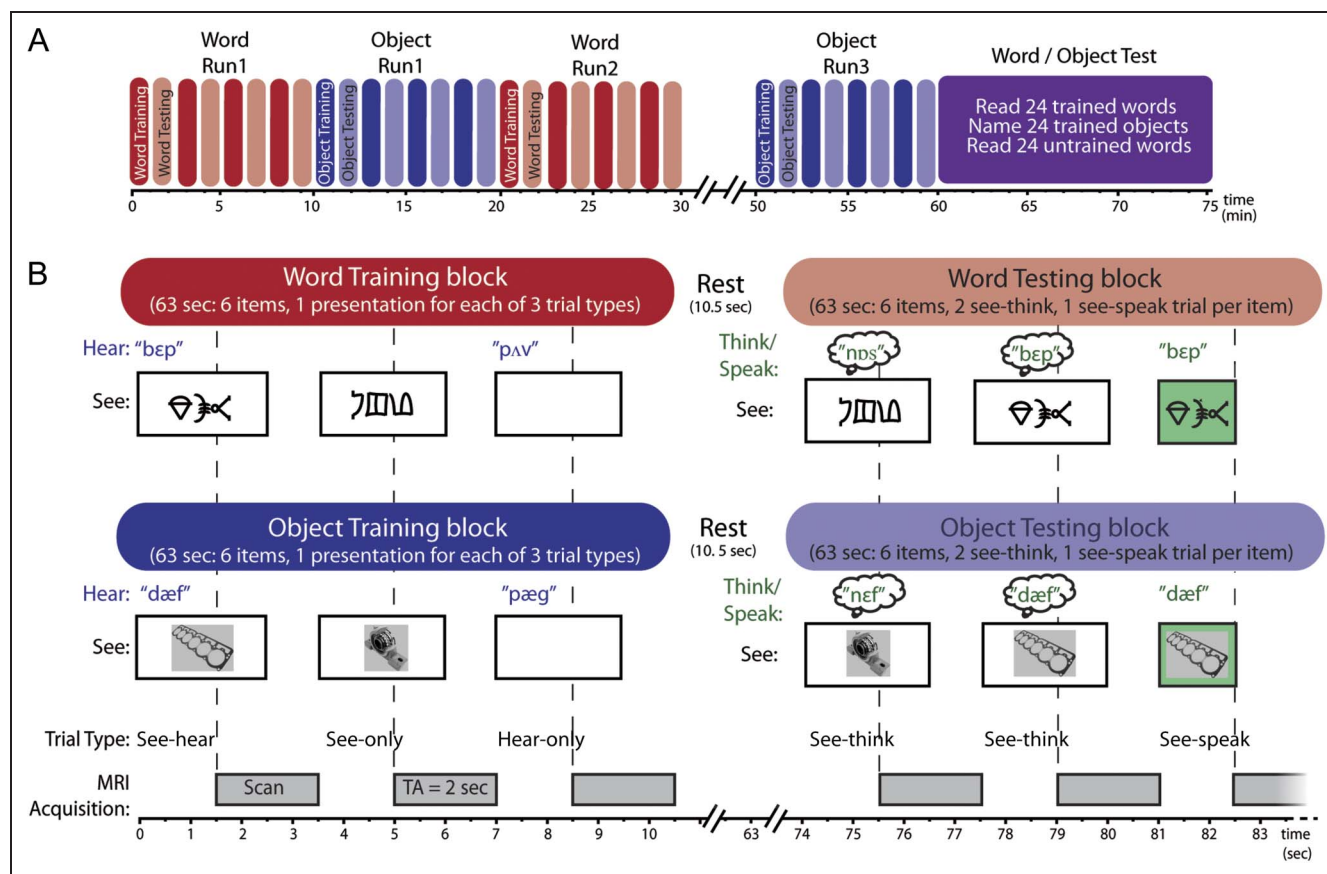 A
Word
Run1
Object
Run1
Word
Run2
Object
Run3
Word / Object Test
Word Training
Word Testing
Object Training
Object Testing
Word Training
Word Testing
Object Training
Object Testing
Read 24 trained words
Name 24 trained objects
Read 24 untrained words
0 5 10 15 20 25 30 50 55 60 65 70 75 time
(min)
B
Word Training block
(63 sec: 6 items, 1 presentation for each of 3 trial types)
Rest
(10.5 sec)
Word Testing block
(63 sec: 6 items, 2 see-think, 1 see-speak trial per item)
Hear: "bɛp" "pʌv"
See:
Think/
Speak:
"nɒs" "bɛp" "bɛp"
See:
Object Training block
(63 sec: 6 items, 1 presentation for each of 3 trial types)
Rest
(10. 5 sec)
Object Testing block
(63 sec: 6 items, 2 see-think, 1 see-speak trial per item)
Hear: "dæf" "pæg"
See:
Think/
Speak:
"nɛf" "dæf" "dæf"
See:
Trial Type: See-hear See-only Hear-only See-think See-think See-speak
MRI
Acquisition:
Scan TA = 2 sec
0 1 2 3 4 5 6 7 8 9 10 63 74 75 76 77 78 79 80 81 82 83 time
(sec)